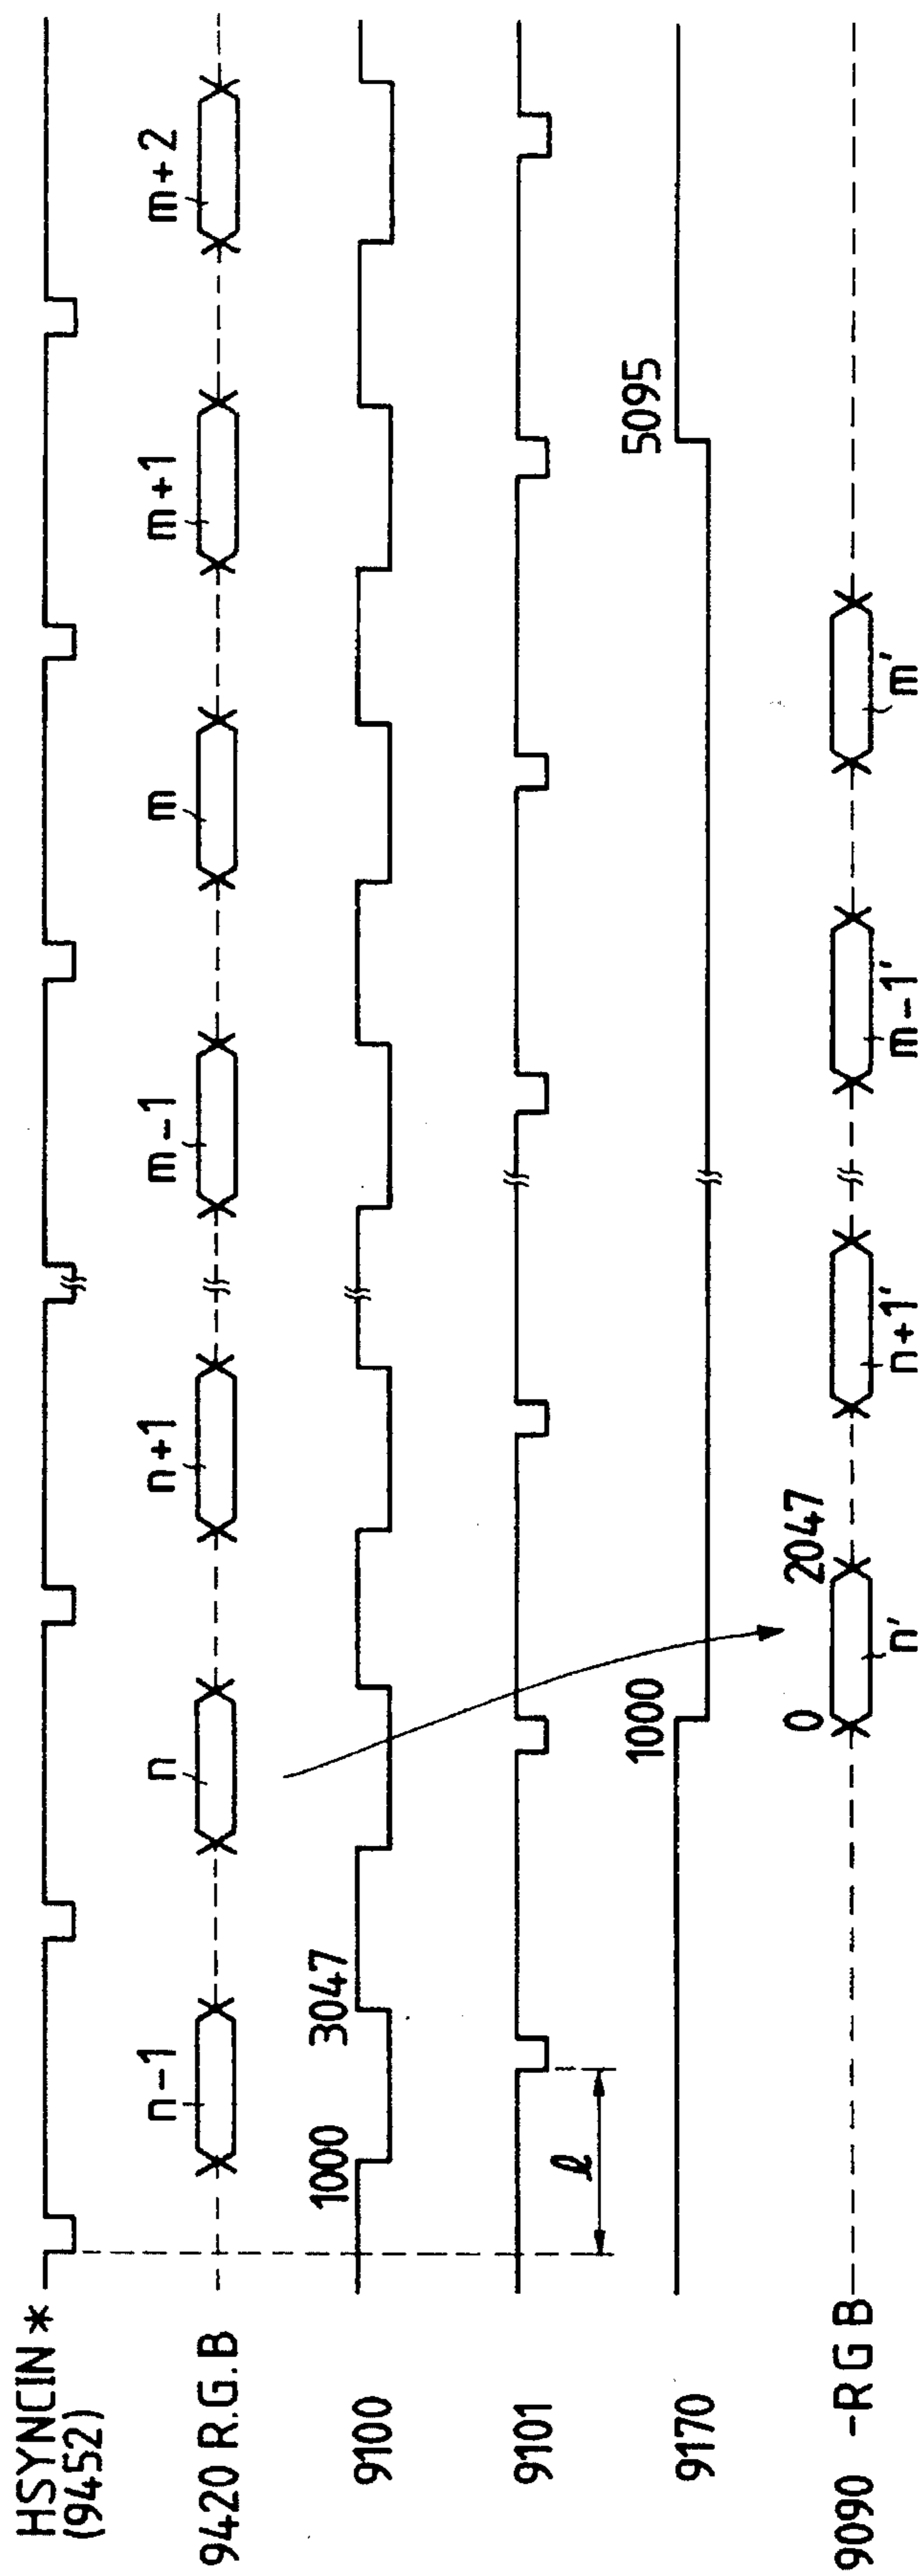 HSYNCIN *
(9452)
9420 R.G.B
n-1
n
n+1
m-1
m
m+1
m+2
9100
1000
3047
9101
ℓ
9170
1000
5095
9090 -RGB
0
2047
n'
n+1'
m-1'
m'